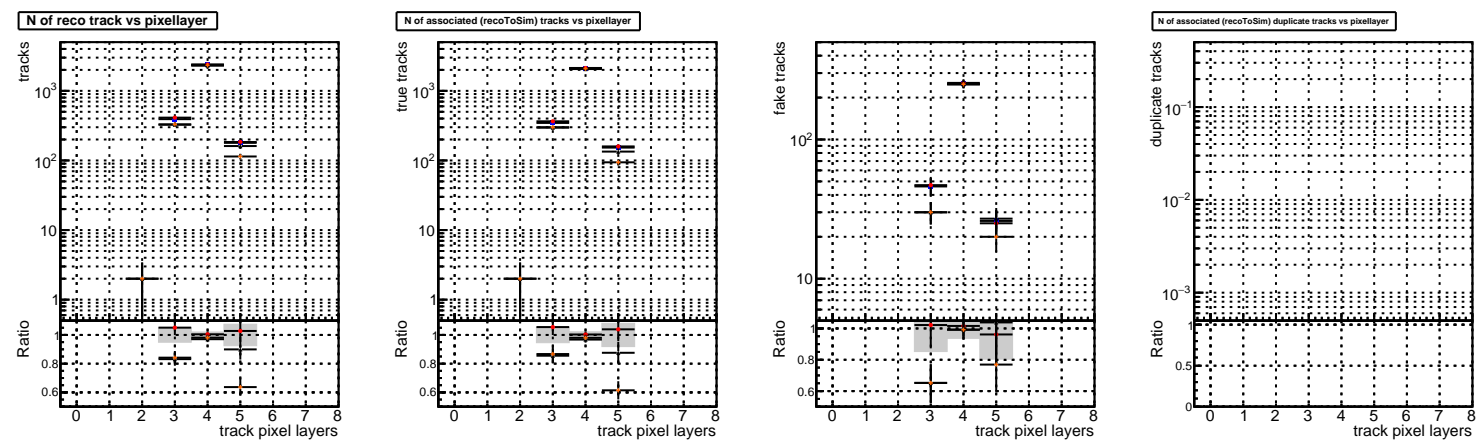 N of reco track vs pixellayer
tracks
10³
10²
10
1
Ratio
1
0.8
0.6
0 1 2 3 4 5 6 7 8
track pixel layers
N of associated (recoToSim) tracks vs pixellayer
true tracks
10³
10²
10
1
Ratio
1
0.8
0.6
0 1 2 3 4 5 6 7 8
track pixel layers
fake tracks
10²
10
Ratio
1
0.8
0.6
0 1 2 3 4 5 6 7 8
track pixel layers
N of associated (recoToSim) duplicate tracks vs pixellayer
duplicate tracks
10⁻¹
10⁻²
10⁻³
Ratio
1
0.5
0
0 1 2 3 4 5 6 7 8
track pixel layers